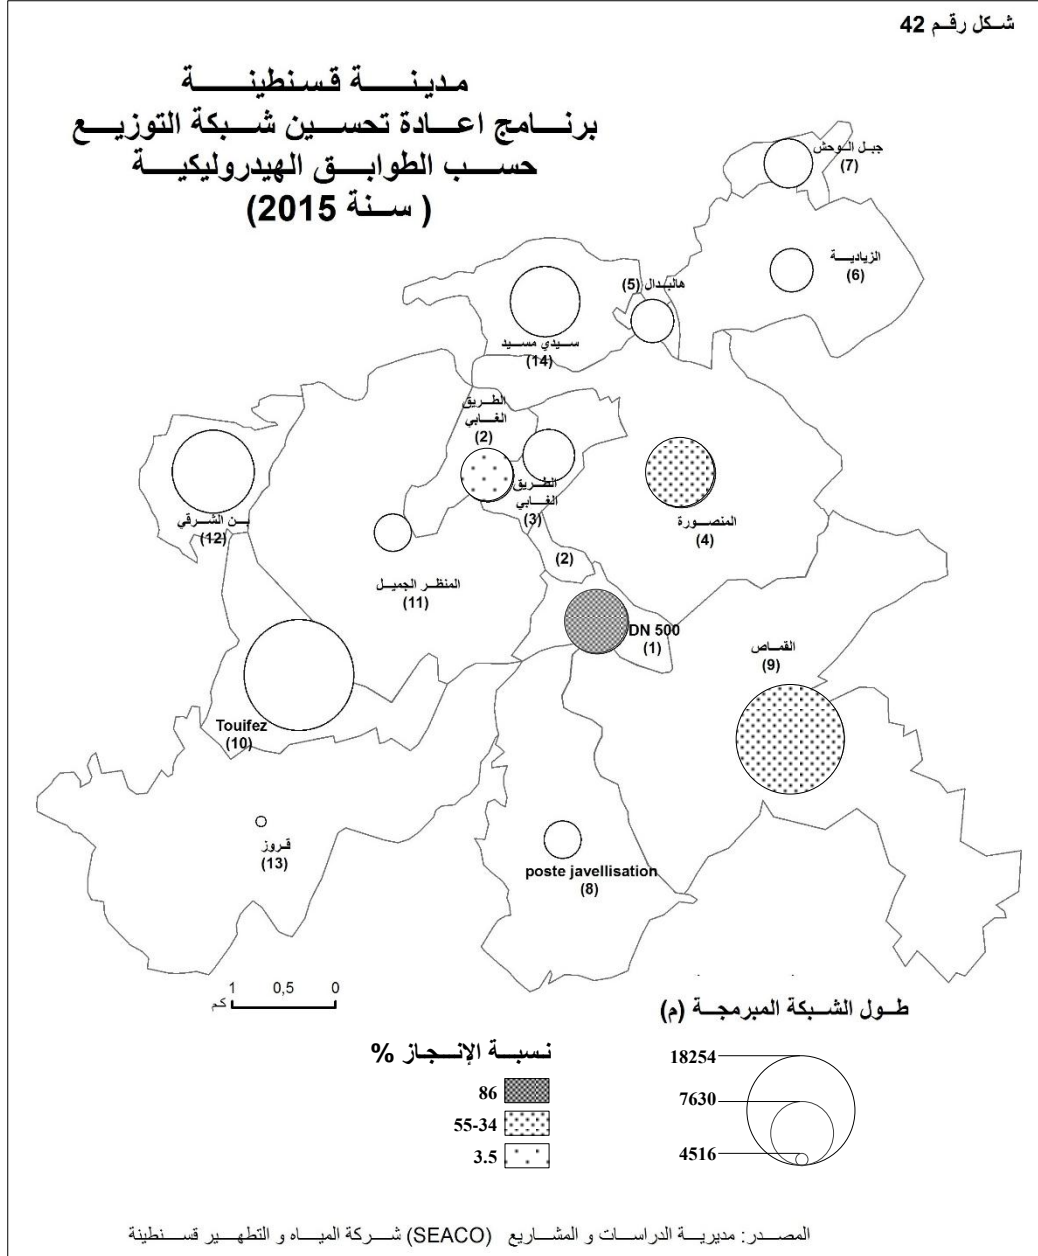 شكل رقم 42
مدينة قسنطينة
برنامج اعادة تحسين شبكة التوزيع
حسب الطوابق الهيدروليكية
( سنة 2015)
جبل الوحش
(7)
الزيادية
(6)
هالبدال (5)
سيدي مسيد
(14)
الطريق
الغابي
(2)
الطريق
الغابي
(3)
المنصورة
(4)
بن الشرقي
(12)
(2)
المنظر الجميل
(11)
DN 500
(1)
القماص
(9)
Touifez
(10)
قروز
(13)
poste javellisation
(8)
1 0,5 0
كم
طول الشبكة المبرمجة (م)
18254
7630
4516
نسبة الإنجاز %
86
55-34
3.5
المصدر: مديرية الدراسات و المشاريع (SEACO) شركة المياه و التطهير قسنطينة